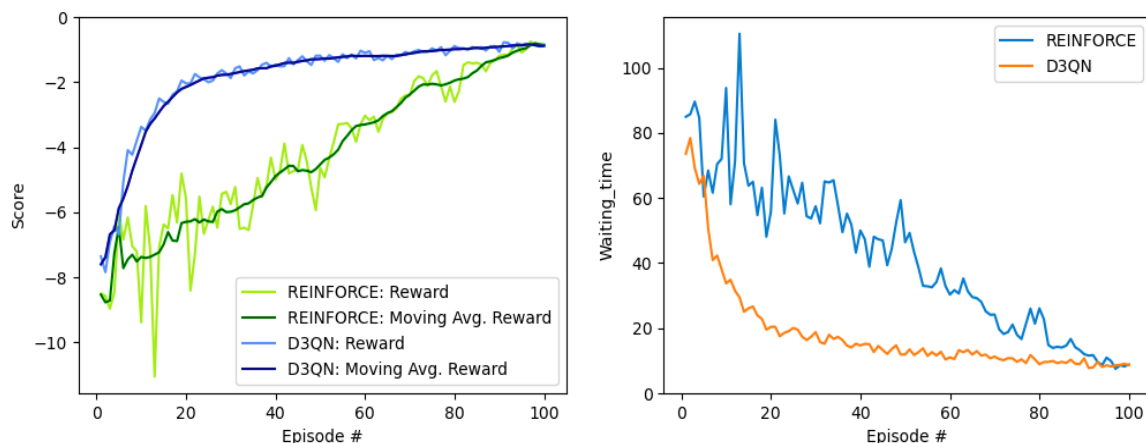 0
−2
−4
−6
−8
−10
Score
0
20
40
60
80
100
Episode #
REINFORCE: Reward
REINFORCE: Moving Avg. Reward
D3QN: Reward
D3QN: Moving Avg. Reward
100
80
60
40
20
0
Waiting_time
0
20
40
60
80
100
Episode #
REINFORCE
D3QN